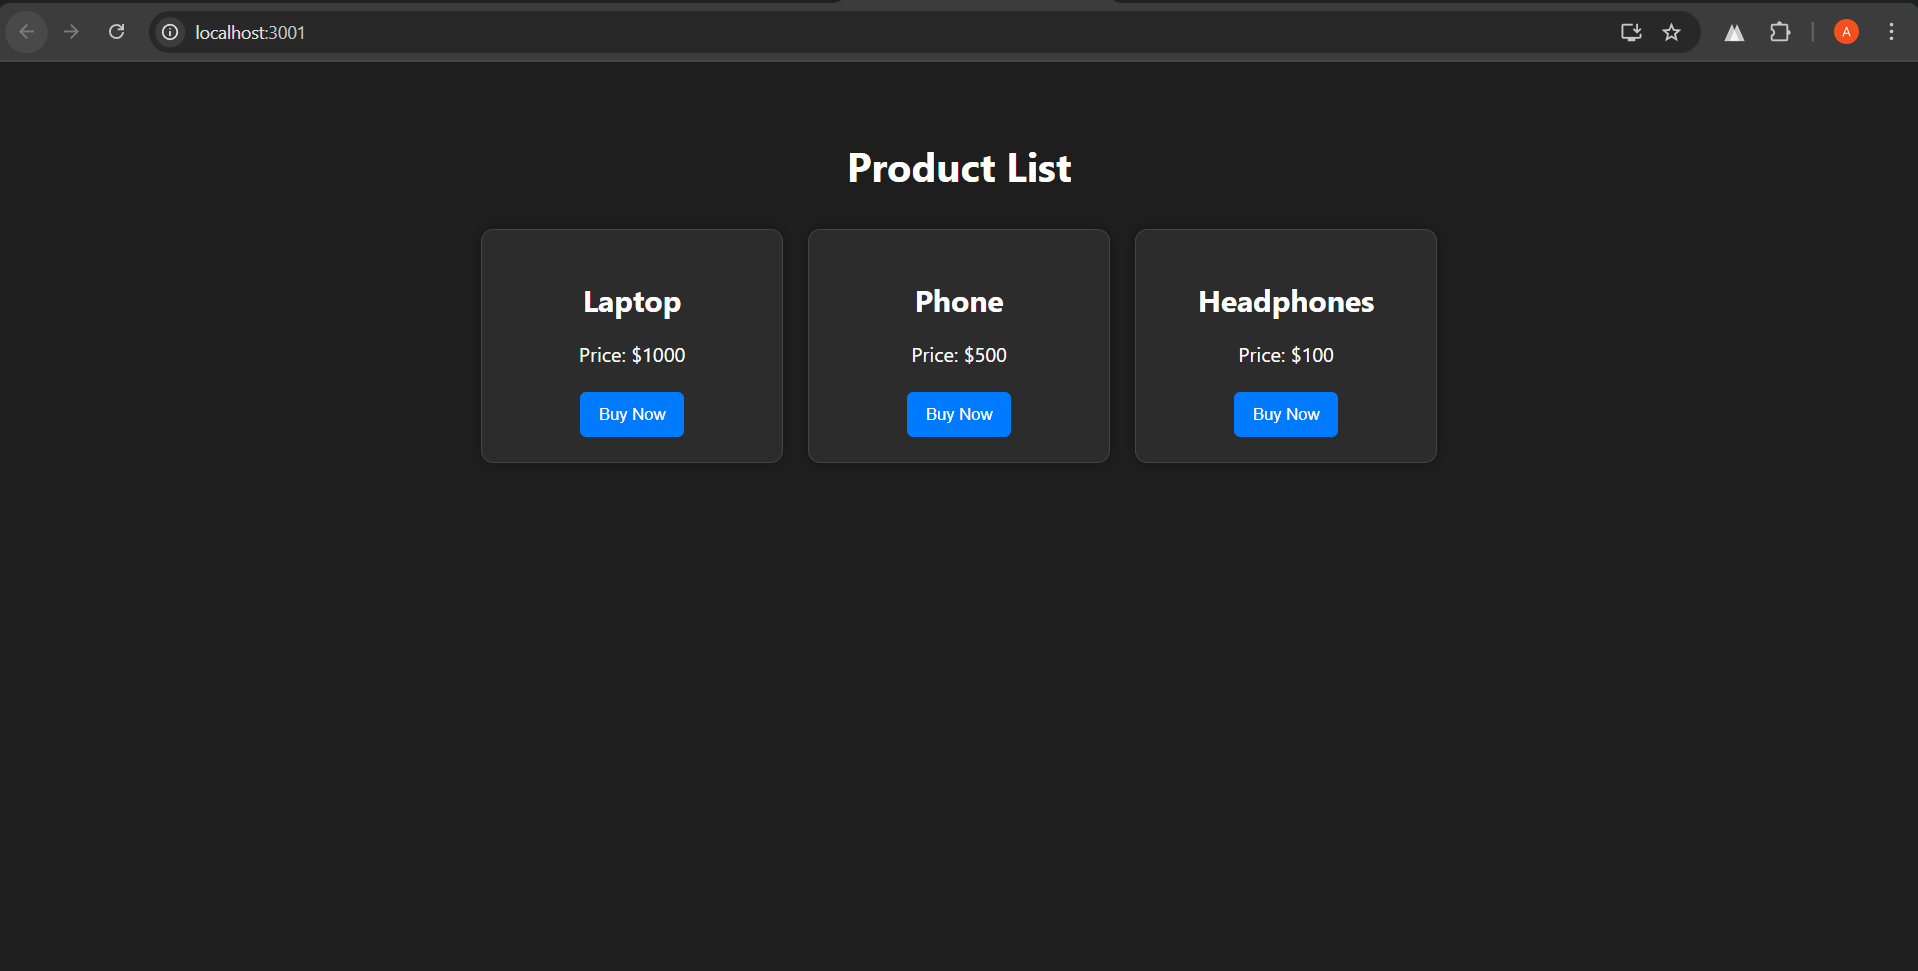 localhost:3001
A
Product List
Laptop
Price: $1000
Buy Now
Phone
Price: $500
Buy Now
Headphones
Price: $100
Buy Now